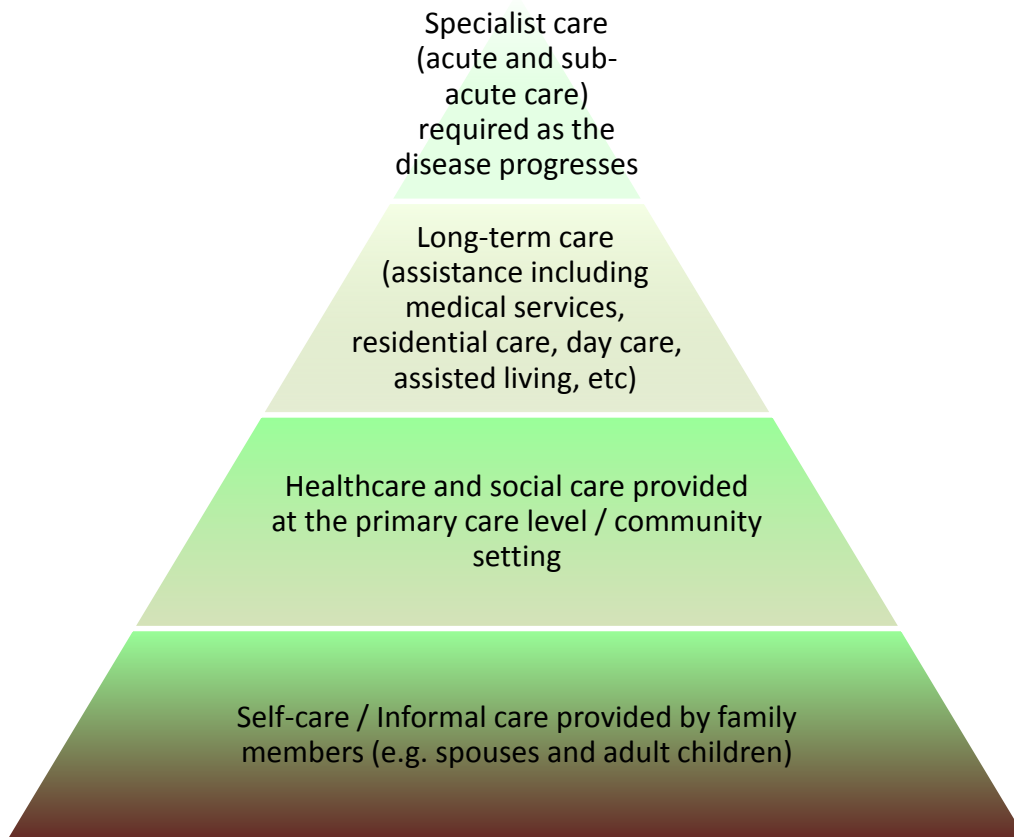 Specialist care
(acute and sub-
acute care)
required as the
disease progresses
Long-term care
(assistance including
medical services,
residential care, day care,
assisted living, etc)
Healthcare and social care provided
at the primary care level / community
setting
Self-care / Informal care provided by family
members (e.g. spouses and adult children)